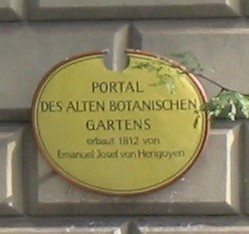 PORTAL
DES ALTEN BOTANISCHEN
GARTENS
erbaut 1812 von
Emanuel Josef von Herigoyen